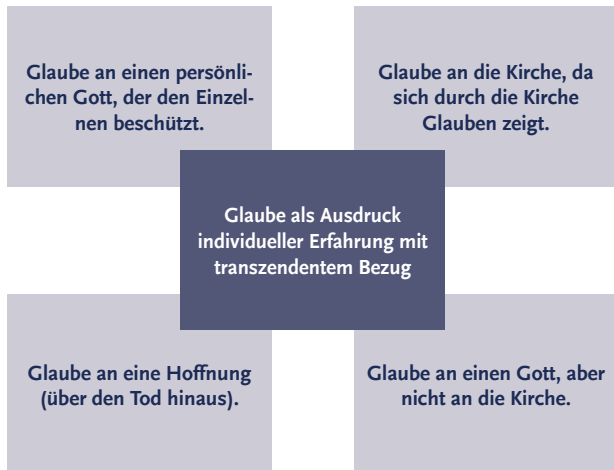 Glaube an einen persönli-
chen Gott, der den Einzel-
nen beschützt.
Glaube an die Kirche, da
sich durch die Kirche
Glauben zeigt.
Glaube als Ausdruck
individueller Erfahrung mit
transzendentem Bezug
Glaube an eine Hoffnung
(über den Tod hinaus).
Glaube an einen Gott, aber
nicht an die Kirche.